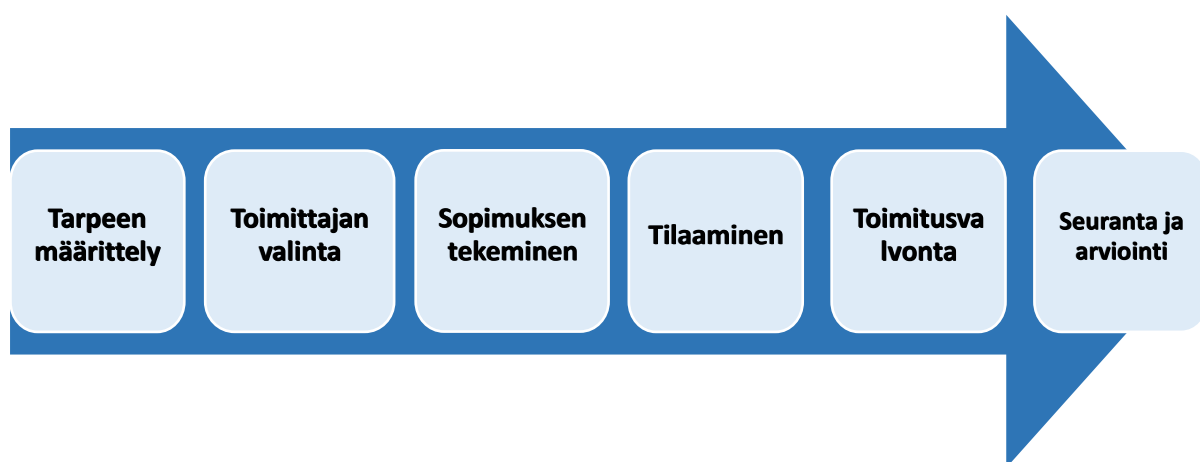 Tarpeen
määrittely
Toimittajan
valinta
Sopimuksen
tekeminen
Tilaaminen
Toimitusva
lvonta
Seuranta ja
arviointi